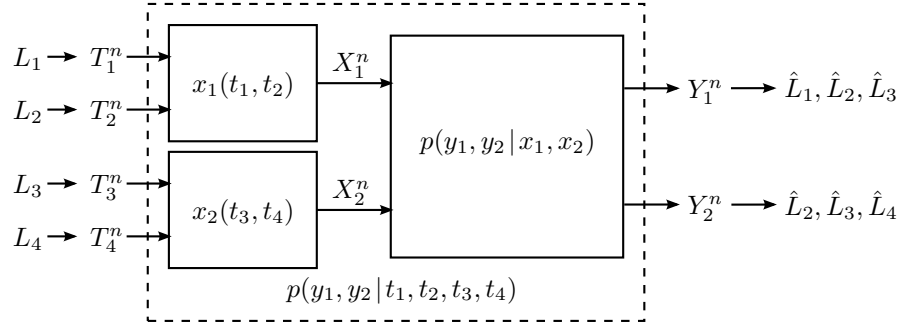 L₁ T₁ⁿ
x₁(t₁, t₂)
X₁ⁿ
L₂ T₂ⁿ
Y₁ⁿ L̂₁, L̂₂, L̂₃
p(y₁, y₂ | x₁, x₂)
L₃ T₃ⁿ
x₂(t₃, t₄)
X₂ⁿ
L₄ T₄ⁿ
Y₂ⁿ L̂₂, L̂₃, L̂₄
p(y₁, y₂ | t₁, t₂, t₃, t₄)